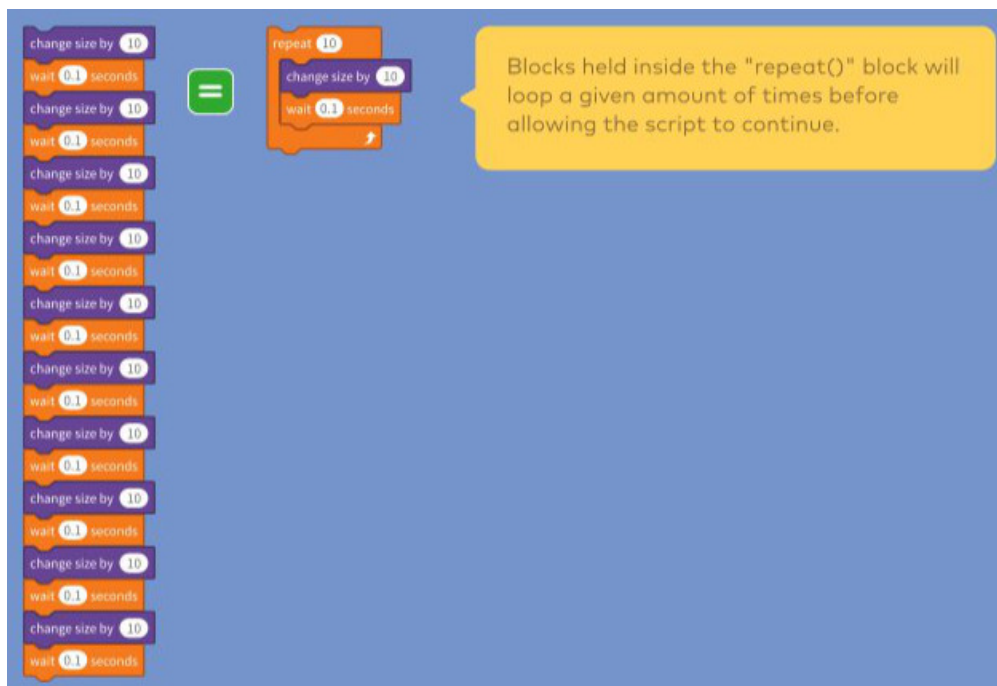 change size by 10
wait 0.1 seconds
change size by 10
wait 0.1 seconds
change size by 10
wait 0.1 seconds
change size by 10
wait 0.1 seconds
change size by 10
wait 0.1 seconds
change size by 10
wait 0.1 seconds
change size by 10
wait 0.1 seconds
change size by 10
wait 0.1 seconds
change size by 10
wait 0.1 seconds
change size by 10
wait 0.1 seconds
=
repeat 10
change size by 10
wait 0.1 seconds
Blocks held inside the "repeat()" block will
loop a given amount of times before
allowing the script to continue.